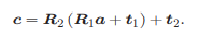 c = R₂ (R₁a + t₁) + t₂.